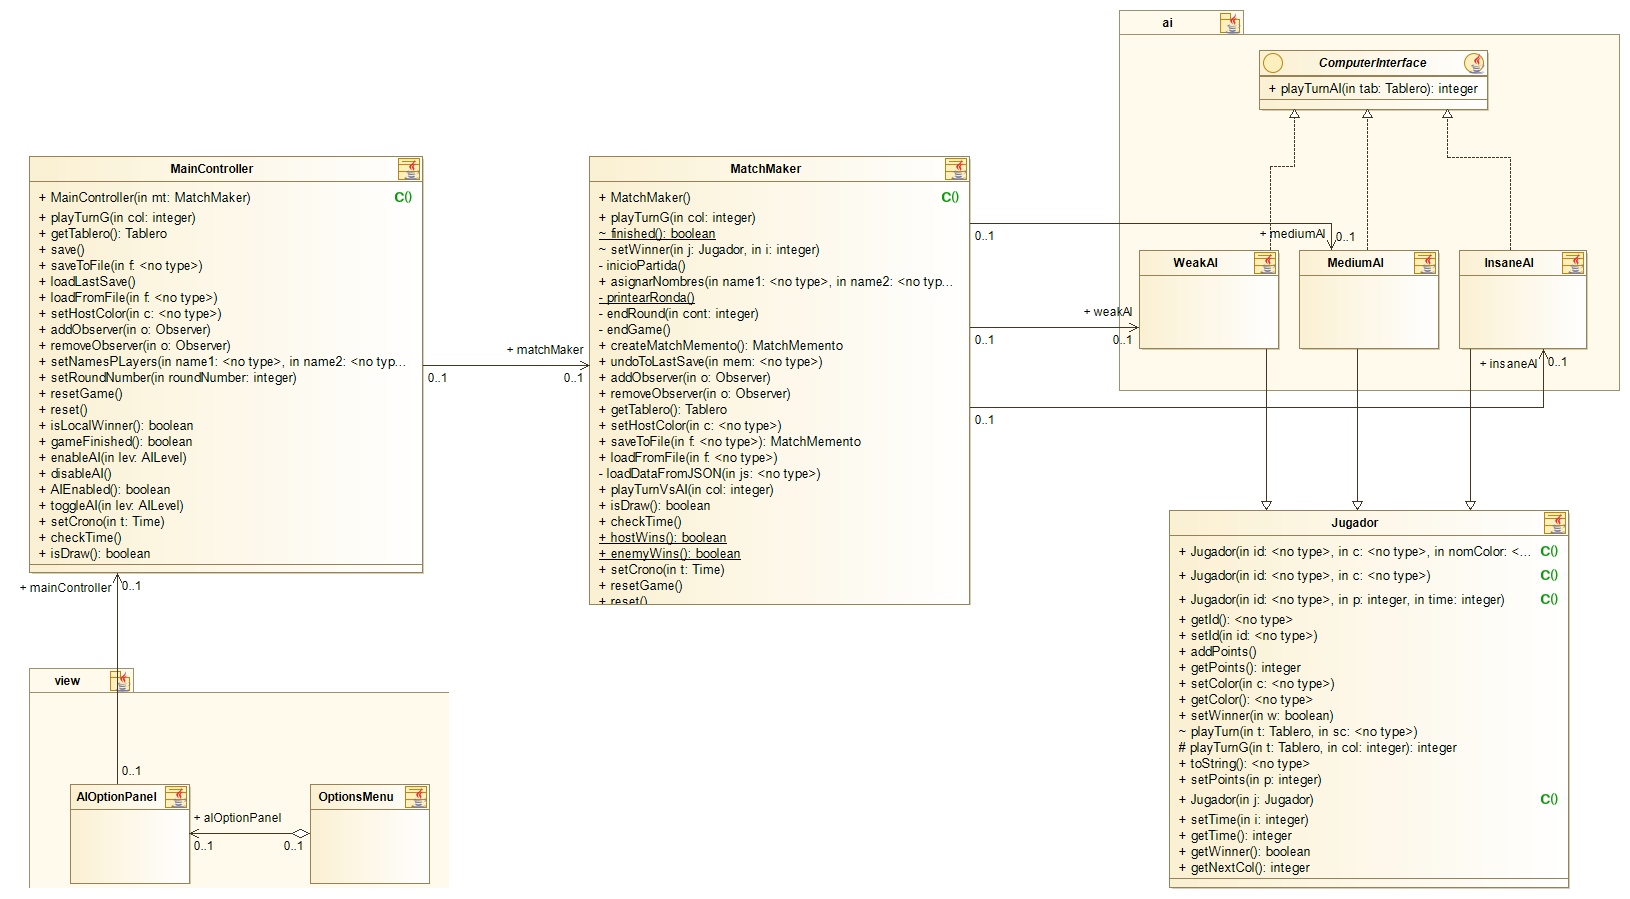 ai
ComputerInterface
+ playTurnAI(in tab: Tablero): integer
MainController
+ MainController(in mt: MatchMaker)
C()
+ playTurnG(in col: integer)
+ getTablero(): Tablero
+ save()
+ saveToFile(in f: <no type>)
+ loadLastSave()
+ loadFromFile(in f: <no type>)
+ setHostColor(in c: <no type>)
+ addObserver(in o: Observer)
+ removeObserver(in o: Observer)
+ setNamesPLayers(in name1: <no type>, in name2: <no typ...
+ setRoundNumber(in roundNumber: integer)
+ resetGame()
+ reset()
+ isLocalWinner(): boolean
+ gameFinished(): boolean
+ enableAI(in lev: AILevel)
+ disableAI()
+ AIEnabled(): boolean
+ toggleAI(in lev: AILevel)
+ setCrono(in t: Time)
+ checkTime()
+ isDraw(): boolean
+ matchMaker
0..1
0..1
MatchMaker
+ MatchMaker()
C()
+ playTurnG(in col: integer)
~ finished(): boolean
~ setWinner(in j: Jugador, in i: integer)
- inicioPartida()
+ asignarNombres(in name1: <no type>, in name2: <no typ...
- printearRonda()
- endRound(in cont: integer)
- endGame()
+ createMatchMemento(): MatchMemento
+ undoToLastSave(in mem: <no type>)
+ addObserver(in o: Observer)
+ removeObserver(in o: Observer)
+ getTablero(): Tablero
+ setHostColor(in c: <no type>)
+ saveToFile(in f: <no type>): MatchMemento
+ loadFromFile(in f: <no type>)
- loadDataFromJSON(in js: <no type>)
+ playTurnVsAI(in col: integer)
+ isDraw(): boolean
+ checkTime()
+ hostWins(): boolean
+ enemyWins(): boolean
+ setCrono(in t: Time)
+ resetGame()
+ reset()
0..1
+ mediumAI
0..1
+ weakAI
0..1
0..1
+ insaneAI
0..1
0..1
WeakAI
MediumAI
InsaneAI
Jugador
+ Jugador(in id: <no type>, in c: <no type>, in nomColor: <...
C()
+ Jugador(in id: <no type>, in c: <no type>)
C()
+ Jugador(in id: <no type>, in p: integer, in time: integer)
C()
+ getId(): <no type>
+ setId(in id: <no type>)
+ addPoints()
+ getPoints(): integer
+ setColor(in c: <no type>)
+ getColor(): <no type>
+ setWinner(in w: boolean)
~ playTurn(in t: Tablero, in sc: <no type>)
# playTurnG(in t: Tablero, in col: integer): integer
+ toString(): <no type>
+ setPoints(in p: integer)
+ Jugador(in j: Jugador)
C()
+ setTime(in i: integer)
+ getTime(): integer
+ getWinner(): boolean
+ getNextCol(): integer
+ mainController
0..1
view
0..1
AIOptionPanel
+ aIOptionPanel
0..1
0..1
OptionsMenu